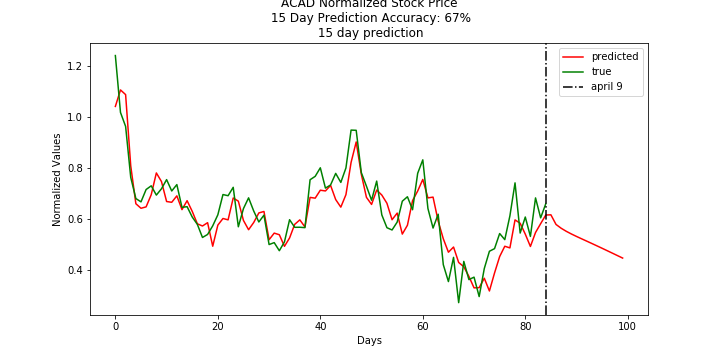 ACAD Normalized Stock Price
15 Day Prediction Accuracy: 67%
15 day prediction
predicted
true
april 9
Normalized Values
1.2
1.0
0.8
0.6
0.4
0
20
40
60
80
100
Days